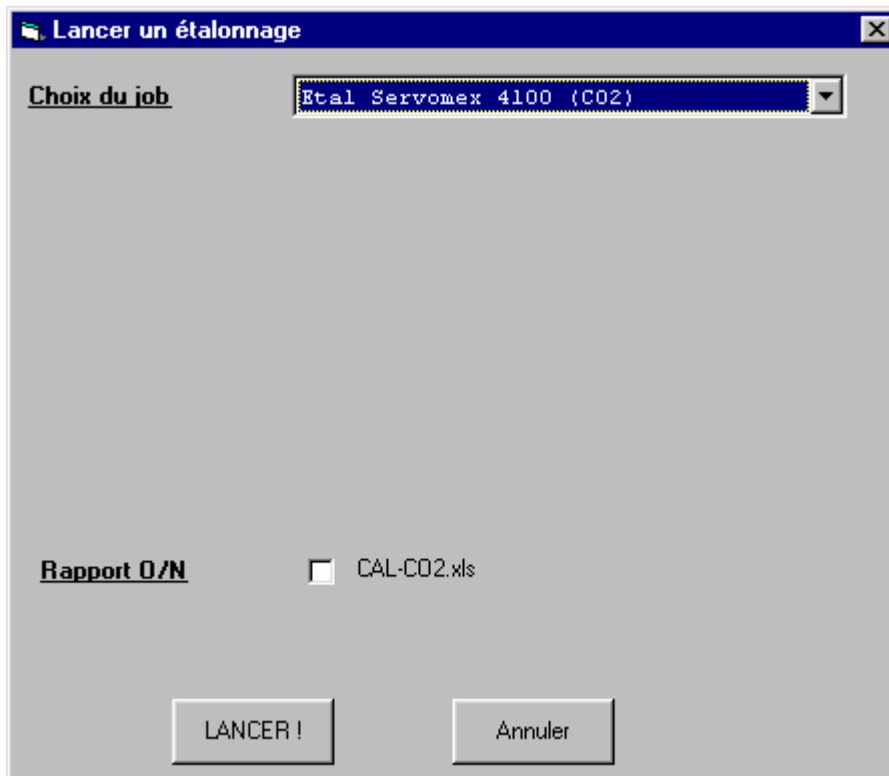 Lancer un étalonnage
Choix du job
Etal Servomex 4100 (CO2)
Rapport O/N
CAL-CO2.xls
LANCER !
Annuler